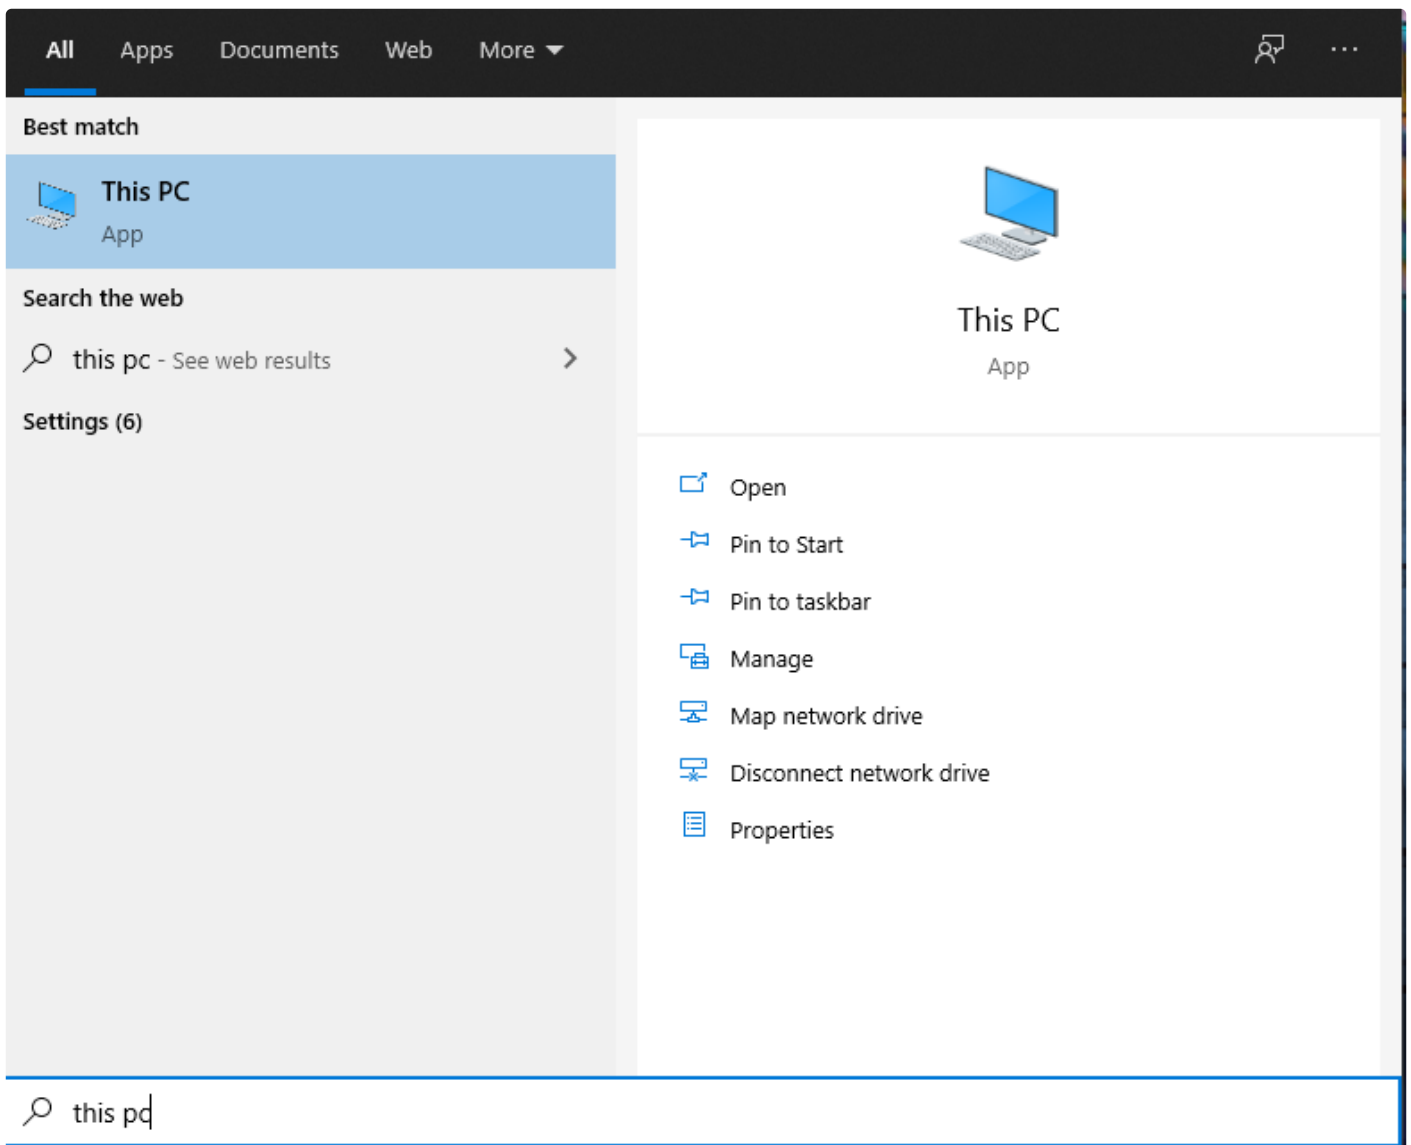 All Apps Documents Web More
Best match
This PC
App
Search the web
this pc - See web results
Settings (6)
This PC
App
Open
Pin to Start
Pin to taskbar
Manage
Map network drive
Disconnect network drive
Properties
this pc